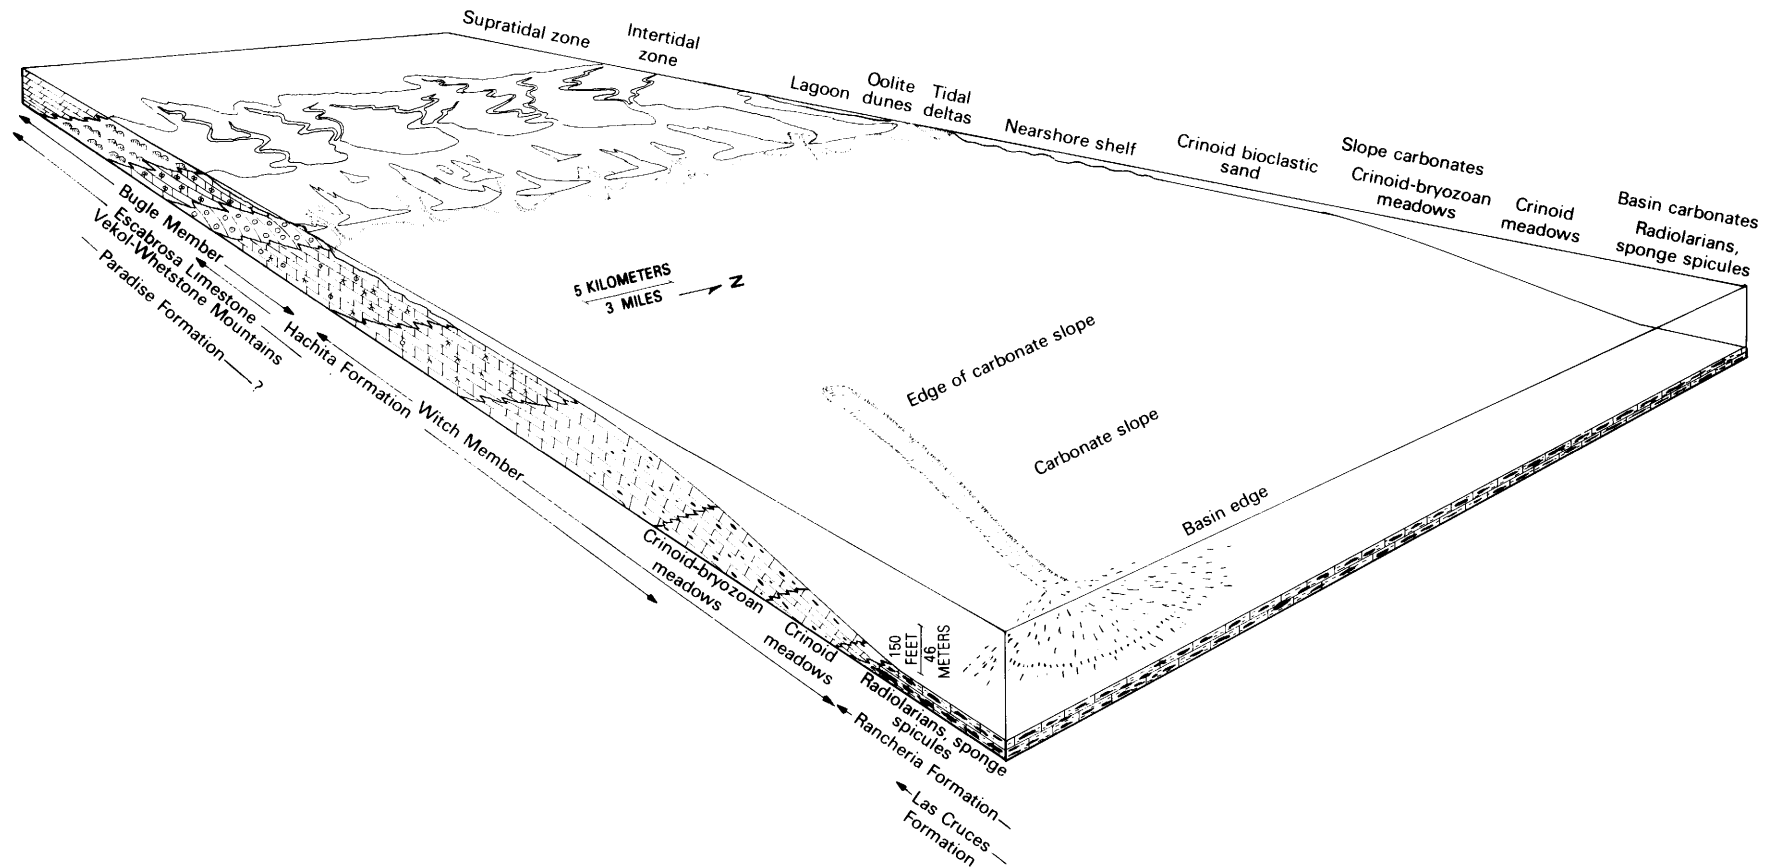 Supratidal zone
Intertidal
zone
Lagoon
Oolite
dunes
Tidal
deltas
Nearshore shelf
Crinoid bioclastic
sand
Slope carbonates
Crinoid-bryozoan
meadows
Crinoid
meadows
Basin carbonates
Radiolarians,
sponge spicules
5 KILOMETERS
3 MILES
N
Edge of carbonate slope
Carbonate slope
Basin edge
150
FEET
46
METERS
Bugle Member
Escabrosa Limestone
Vekol-Whetstone Mountains
Paradise Formation
?
Hachita Formation
Witch Member
Crinoid-bryozoan
meadows
Crinoid
meadows
Radiolarians, sponge
spicules
Rancheria Formation
Las Cruces
Formation